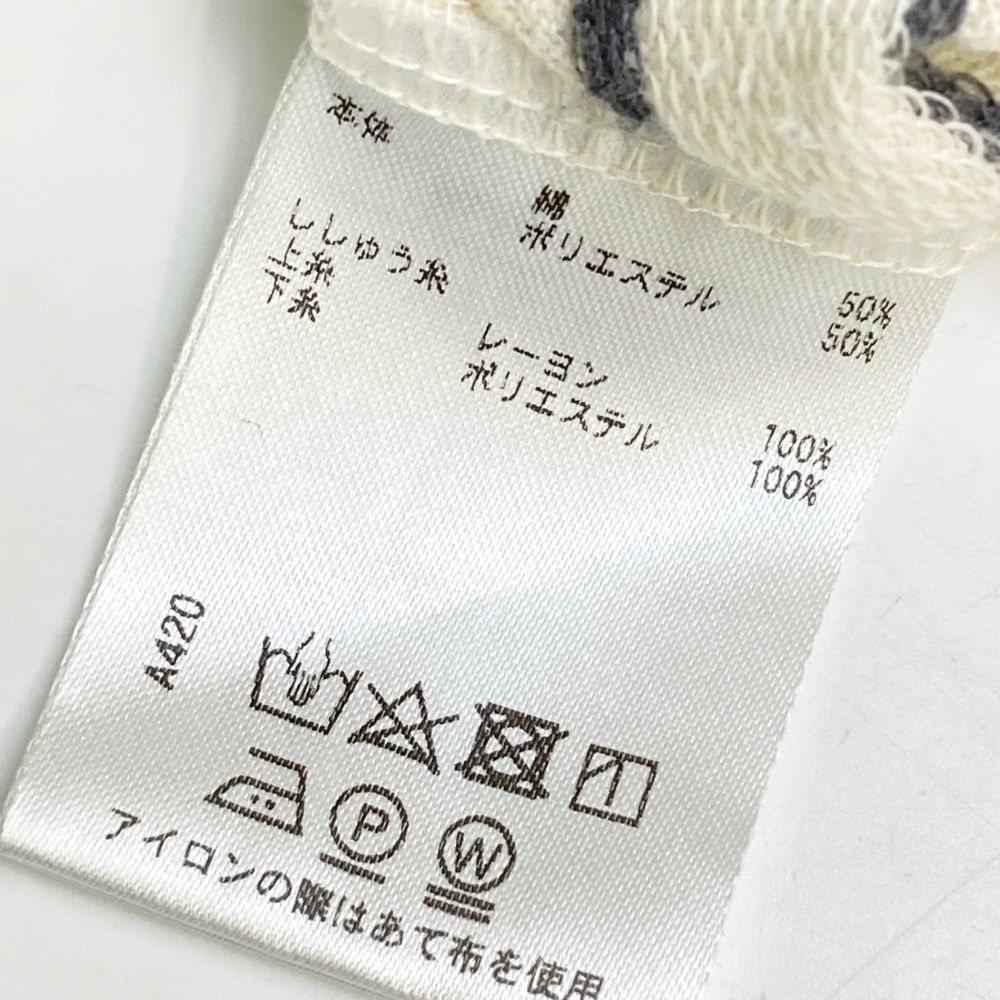 本体
綿 50%
ポリエステル 50%
ししゅう糸
上糸 レーヨン 100%
下糸 ポリエステル 100%
A420
P
W
アイロンの際はあて布を使用